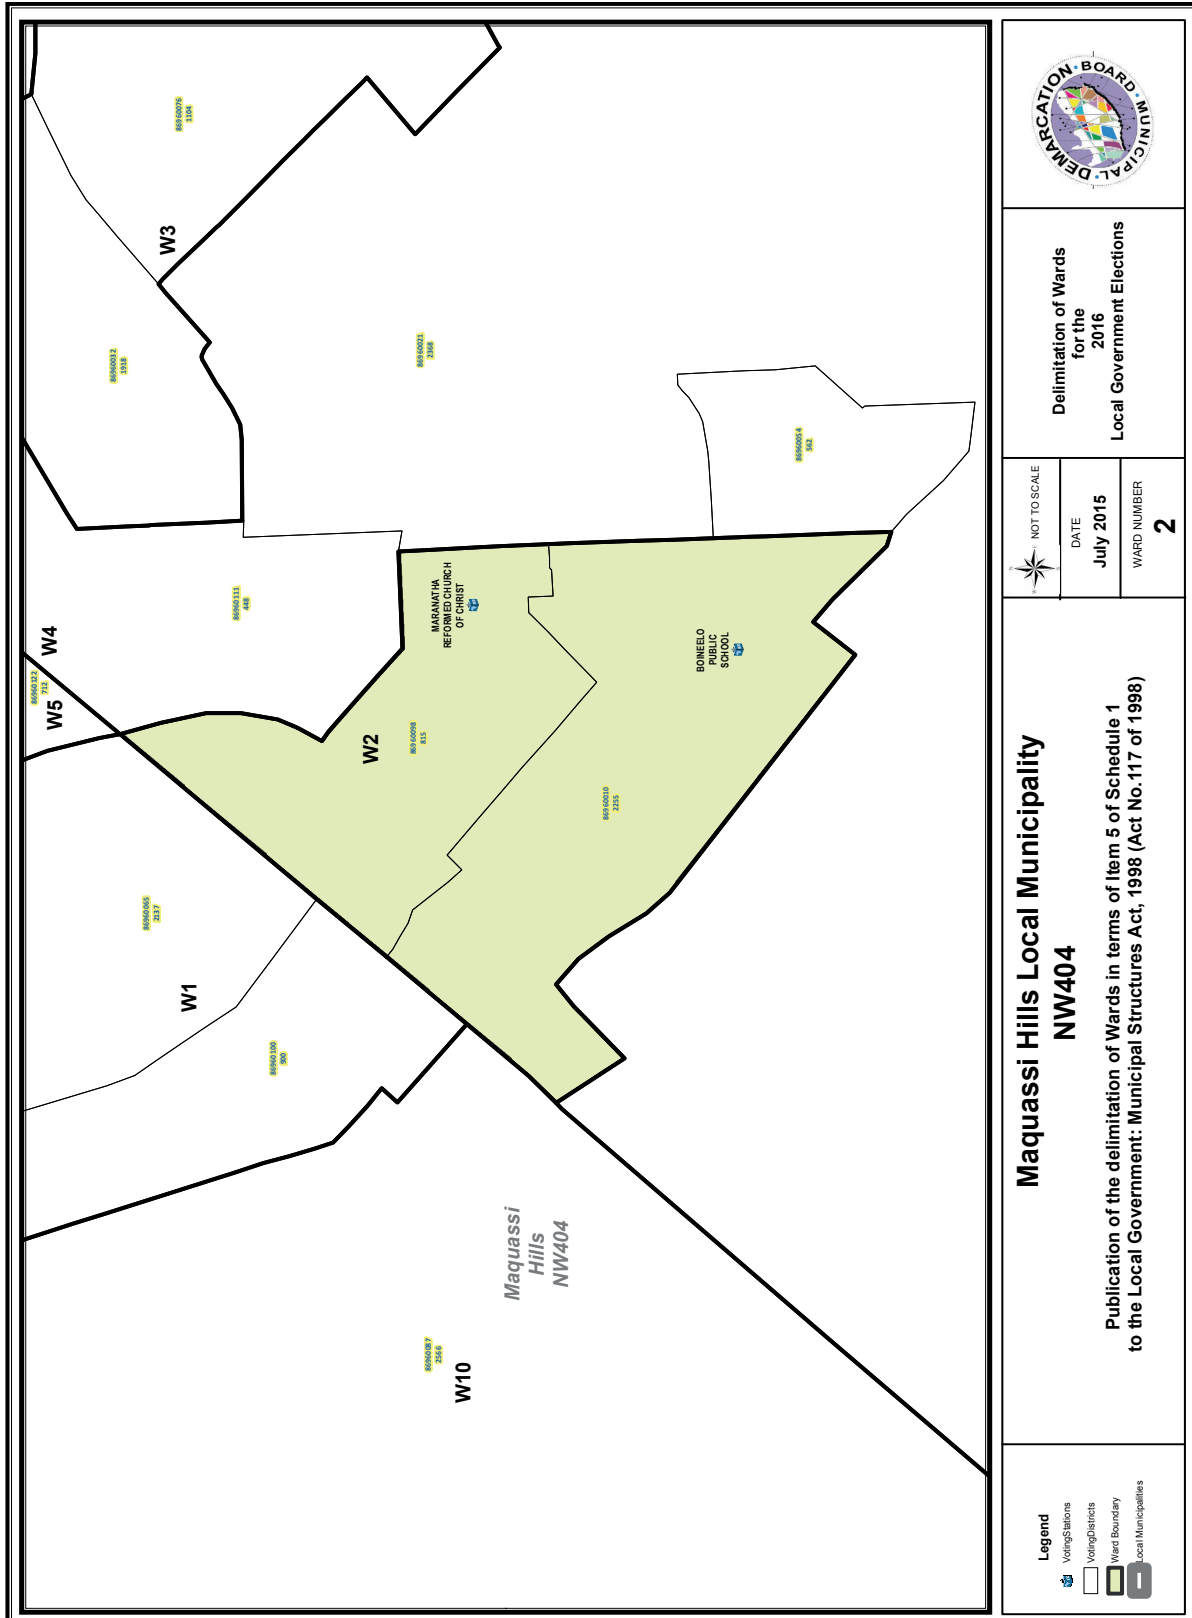 86960076
1104
W3
86960032
1918
86960021
2368
86960054
562
86960111
448
W4
86960122
712
W5
MARANATHA
REFORMED CHURCH
OF CHRIST
BOINEELO
PUBLIC
SCHOOL
W2
86960098
815
86960010
2255
86960065
2137
W1
86960100
900
Maquassi
Hills
NW404
86960087
2566
W10
Legend
VotingStations
VotingDistricts
Ward Boundary
Local Municipalities
Maquassi Hills Local Municipality
NW404
Publication of the delimitation of Wards in terms of Item 5 of Schedule 1
to the Local Government: Municipal Structures Act, 1998 (Act No.117 of 1998)
NOT TO SCALE
DATE
July 2015
WARD NUMBER
2
Delimitation of Wards
for the
2016
Local Government Elections
MUNICIPAL · DEMARCATION · BOARD